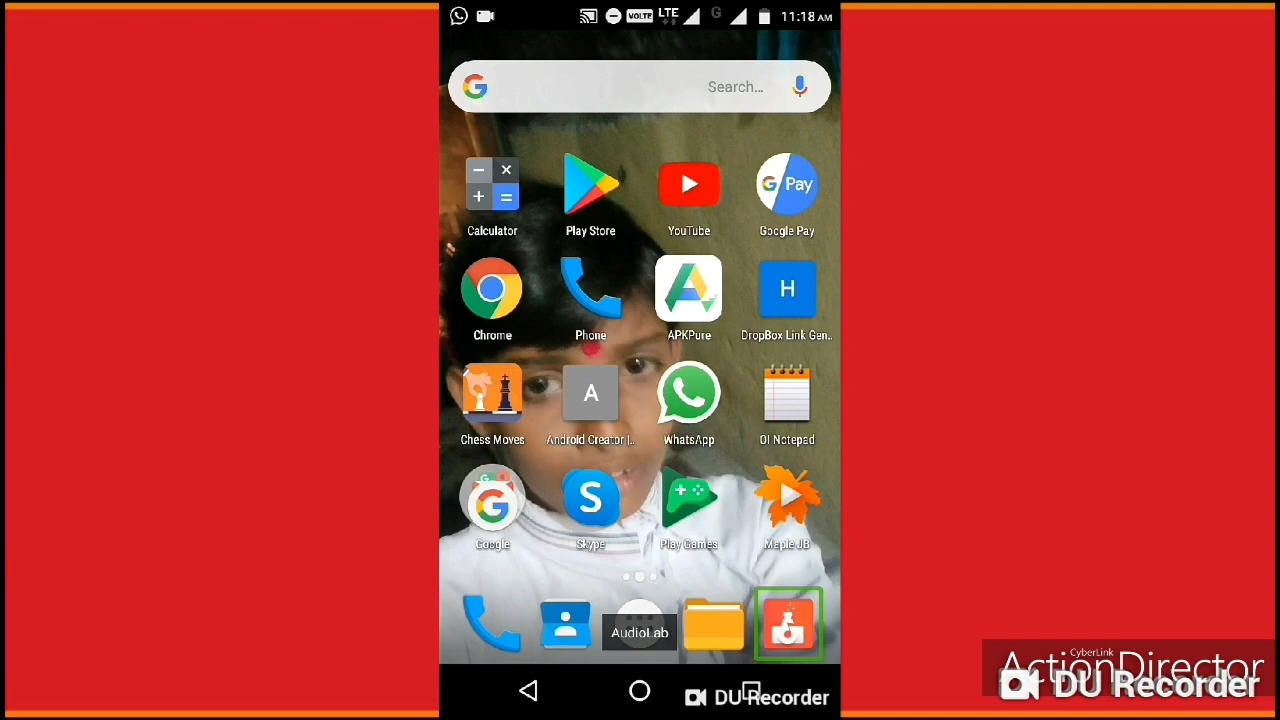 VOLTE LTE G 11:18 AM
G Search...
Calculator Play Store YouTube Google Pay
G Pay
Chrome Phone APKPure DropBox Link Gen..
H
Chess Moves Android Creator |.. WhatsApp OI Notepad
A
Google Skype Play Games Maple JB
S
AudioLab
DU Recorder
CyberLink
ActionDirector
DU Recorder